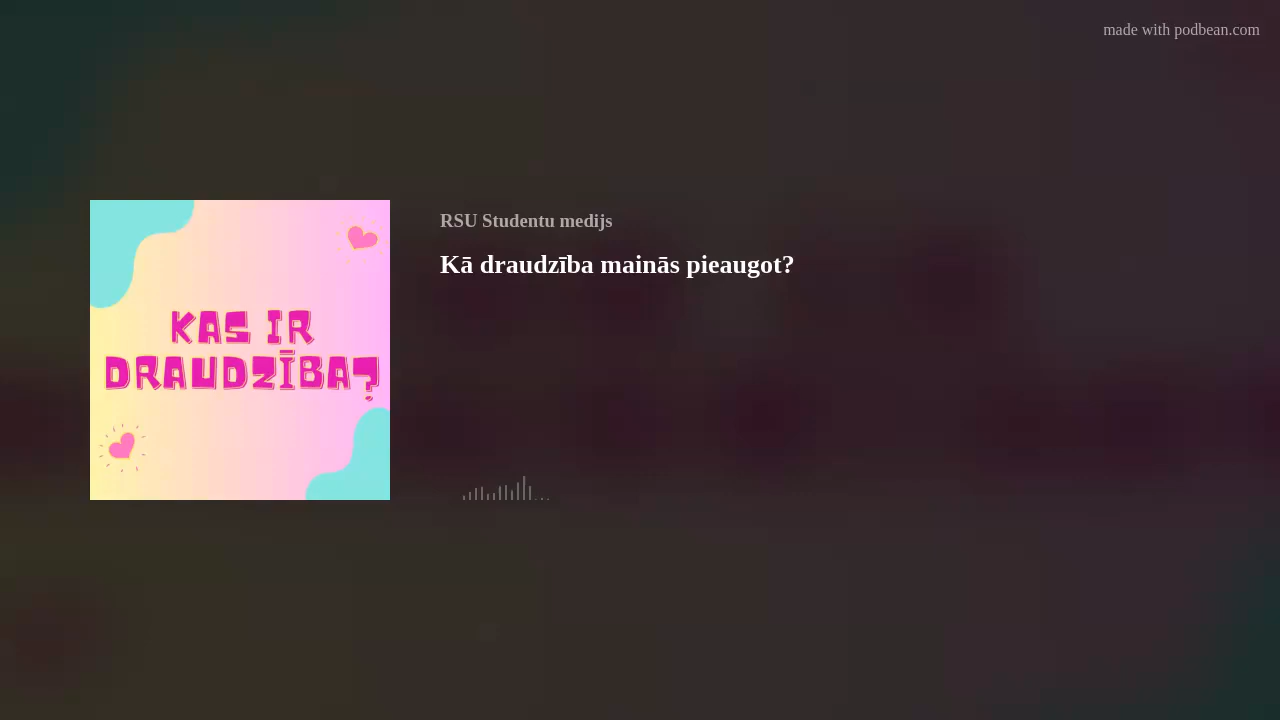 made with podbean.com
RSU Studentu medijs
Kā draudzība mainās pieaugot?
KAS IR
DRAUDZĪBA?